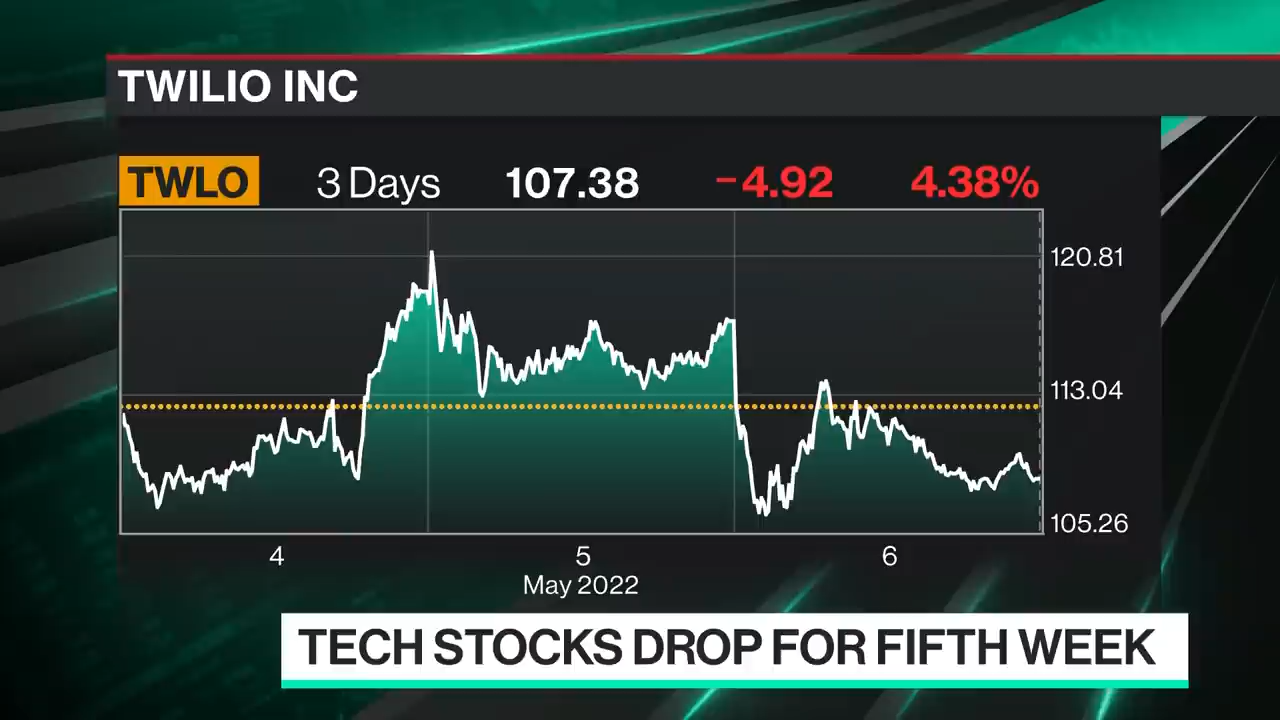 TWILIO INC
TWLO 3 Days 107.38 -4.92 4.38%
120.81
113.04
105.26
4 5 6
May 2022
TECH STOCKS DROP FOR FIFTH WEEK